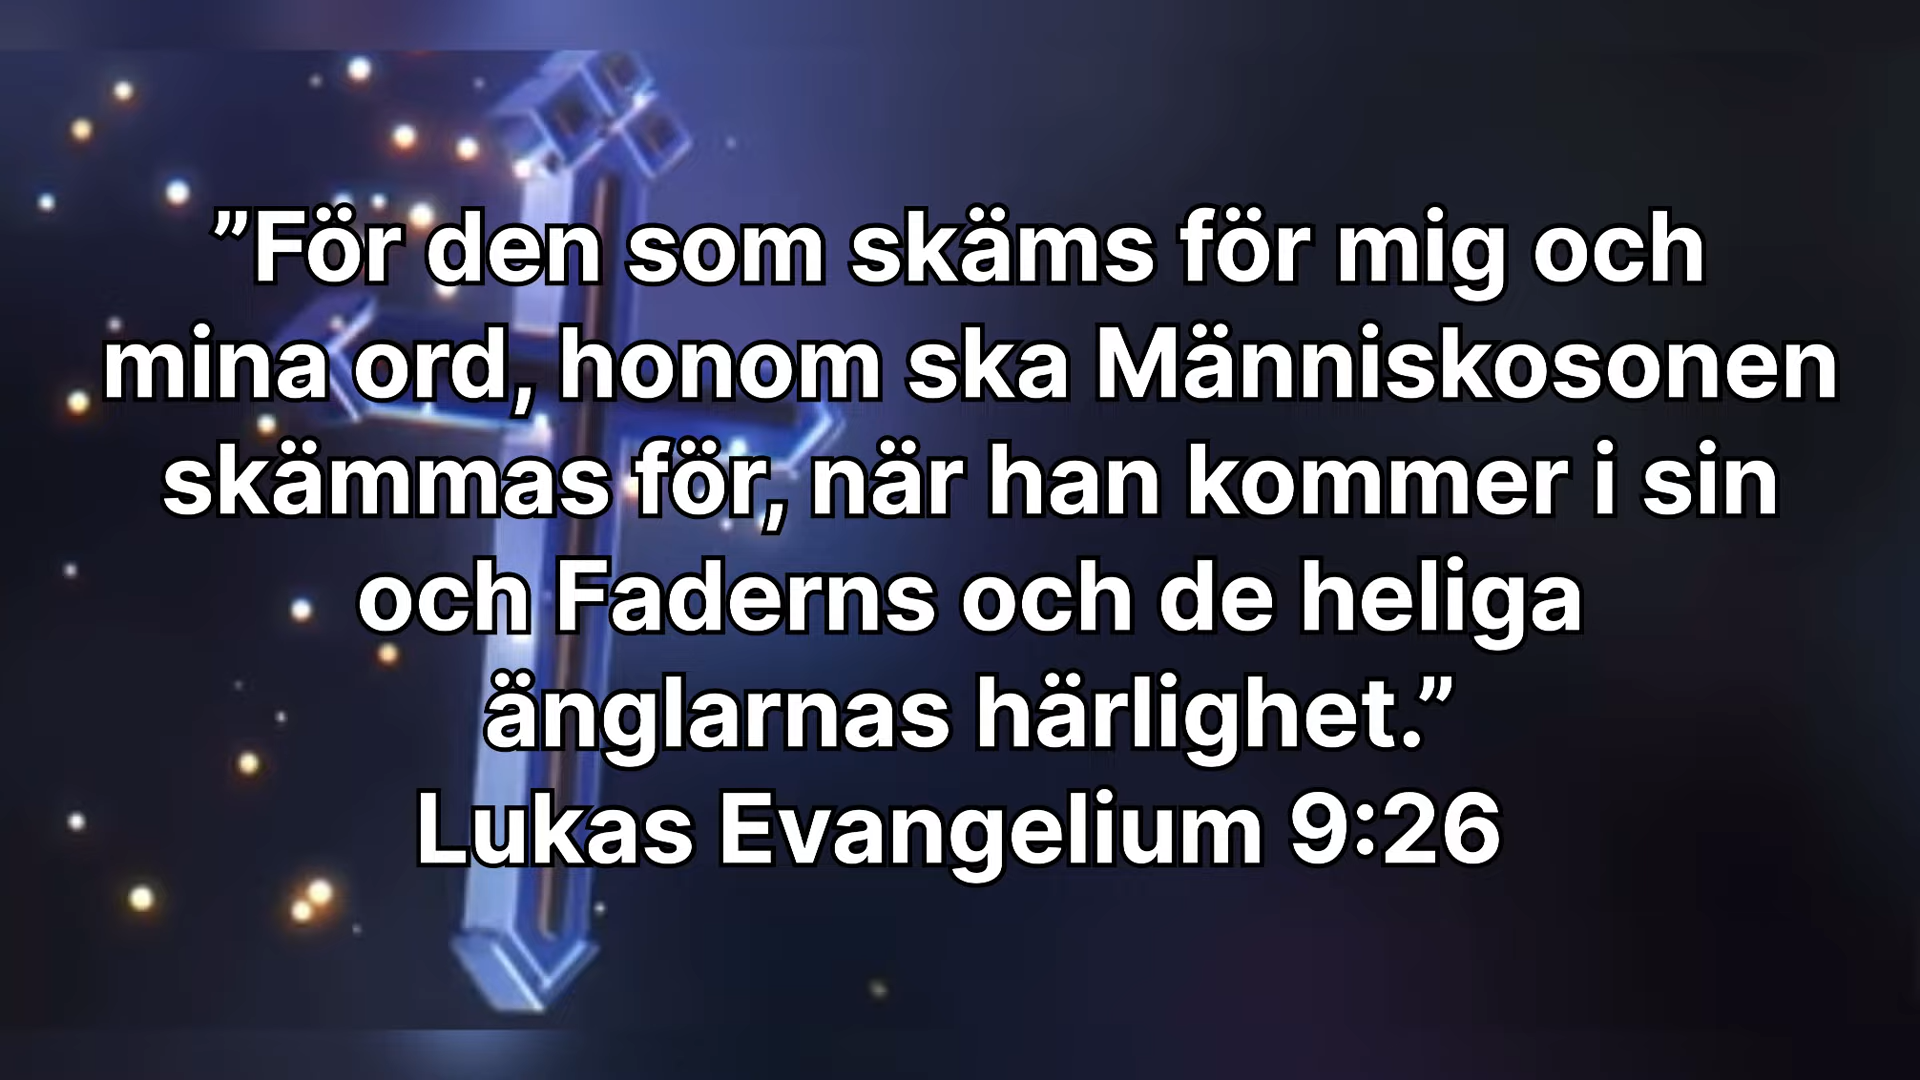 ”För den som skäms för mig och
mina ord, honom ska Människosonen
skämmas för, när han kommer i sin
och Faderns och de heliga
änglarnas härlighet.”
Lukas Evangelium 9:26